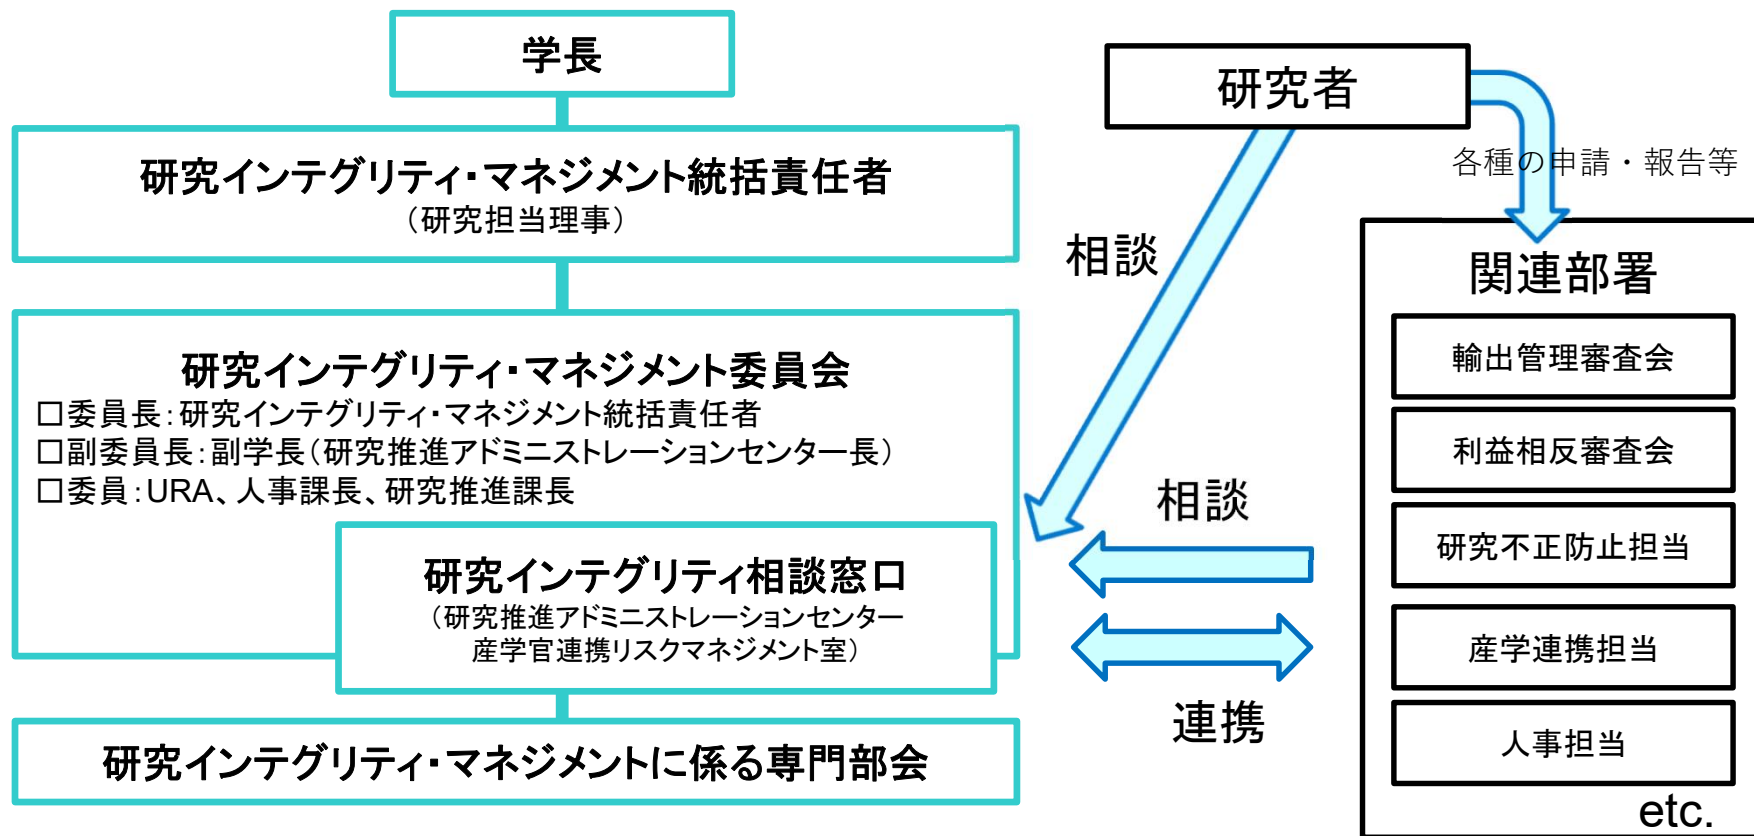 学長
研究インテグリティ・マネジメント統括責任者
（研究担当理事）
研究インテグリティ・マネジメント委員会
□委員長：研究インテグリティ・マネジメント統括責任者
□副委員長：副学長（研究推進アドミニストレーションセンター長）
□委員：URA、人事課長、研究推進課長
研究インテグリティ相談窓口
（研究推進アドミニストレーションセンター
産学官連携リスクマネジメント室）
研究インテグリティ・マネジメントに係る専門部会
研究者
各種の申請・報告等
相談
相談
連携
関連部署
輸出管理審査会
利益相反審査会
研究不正防止担当
産学連携担当
人事担当
etc.